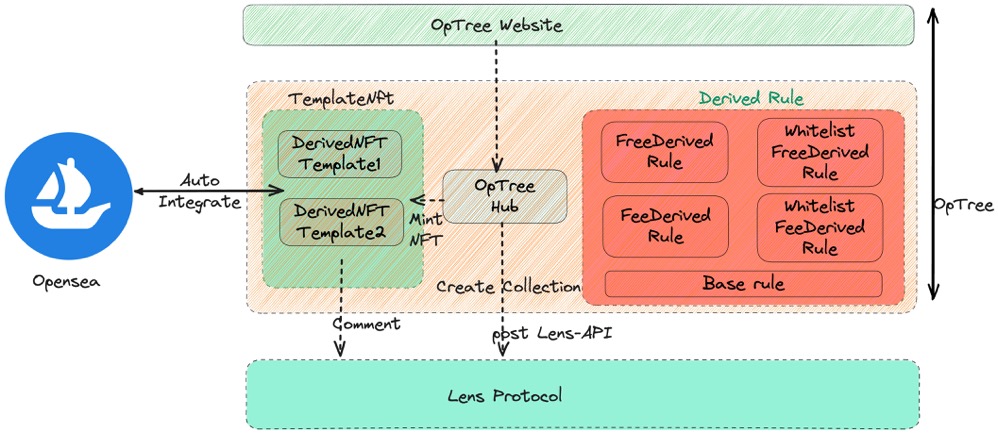 OpTree Website
TemplateNft
Derived Rule
DerivedNFT
Template1
DerivedNFT
Template2
Auto
Integrate
Opensea
OpTree
Hub
Mint
NFT
FreeDerived
Rule
Whitelist
FreeDerived
Rule
FeeDerived
Rule
Whitelist
FeeDerived
Rule
Base rule
OpTree
Create Collection
Comment
post Lens-API
Lens Protocol